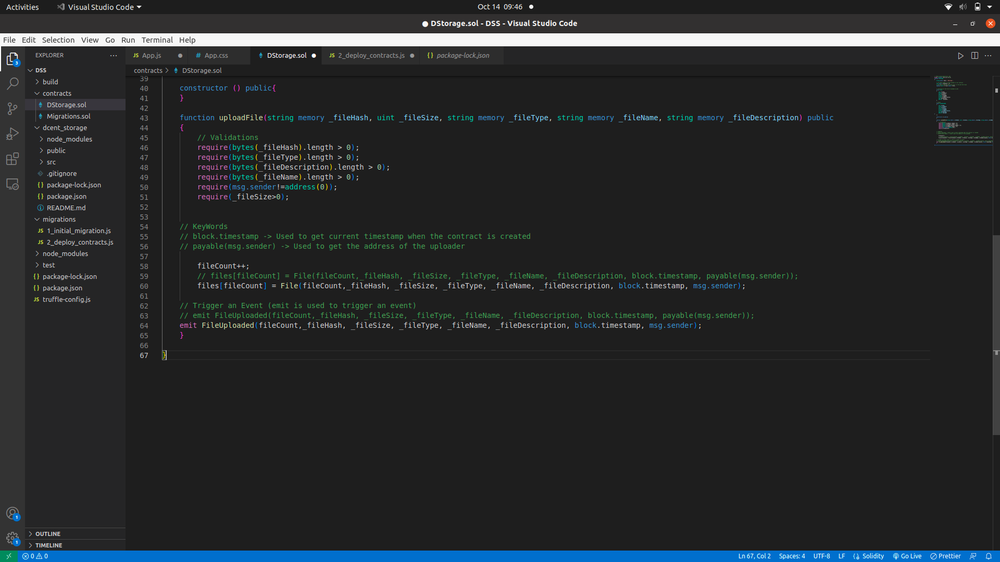 Activities
Visual Studio Code
Oct 14 09:46
DStorage.sol - DSS - Visual Studio Code
File Edit Selection View Go Run Terminal Help
EXPLORER
JS App.js
# App.css
DStorage.sol
JS 2_deploy_contracts.js
{} package-lock.json
contracts > DStorage.sol
3
DSS
build
contracts
DStorage.sol
Migrations.sol
dcent_storage
node_modules
public
src
.gitignore
{} package-lock.json
{} package.json
README.md
migrations
JS 1_initial_migration.js
JS 2_deploy_contracts.js
node_modules
test
{} package-lock.json
{} package.json
JS truffle-config.js
OUTLINE
TIMELINE
1
1
39
40 constructor () public{
41 }
42
43 function uploadFile(string memory _fileHash, uint _fileSize, string memory _fileType, string memory _fileName, string memory _fileDescription) public
44 {
45 // Validations
46 require(bytes(_fileHash).length > 0);
47 require(bytes(_fileType).length > 0);
48 require(bytes(_fileDescription).length > 0);
49 require(bytes(_fileName).length > 0);
50 require(msg.sender!=address(0));
51 require(_fileSize>0);
52
53
54 // KeyWords
55 // block.timestamp -> Used to get current timestamp when the contract is created
56 // payable(msg.sender) -> Used to get the address of the uploader
57
58 fileCount++;
59 // files[fileCount] = File(fileCount,_fileHash, _fileSize, _fileType, _fileName, _fileDescription, block.timestamp, payable(msg.sender));
60 files[fileCount] = File(fileCount,_fileHash, _fileSize, _fileType, _fileName, _fileDescription, block.timestamp, msg.sender);
61
62 // Trigger an Event (emit is used to trigger an event)
63 // emit FileUploaded(fileCount,_fileHash, _fileSize, _fileType, _fileName, _fileDescription, block.timestamp, payable(msg.sender));
64 emit FileUploaded(fileCount,_fileHash, _fileSize, _fileType, _fileName, _fileDescription, block.timestamp, msg.sender);
65 }
66
67 }
0 0
Ln 67, Col 2 Spaces: 4 UTF-8 LF Solidity Go Live Prettier